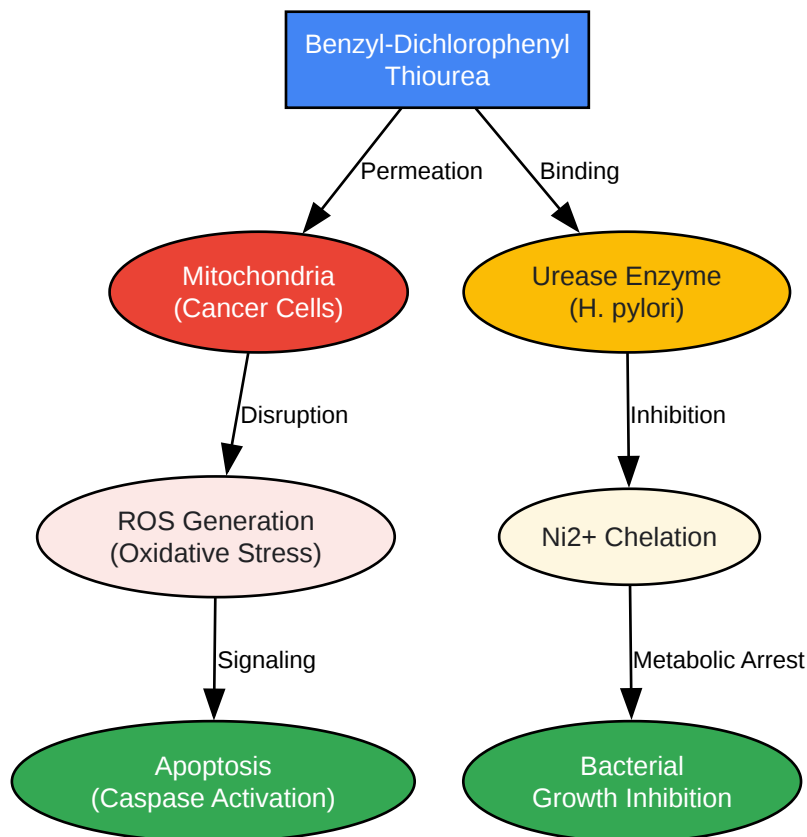 Benzyl-Dichlorophenyl
Thiourea
Permeation
Binding
Mitochondria
(Cancer Cells)
Urease Enzyme
(H. pylori)
Disruption
Inhibition
ROS Generation
(Oxidative Stress)
Ni2+ Chelation
Signaling
Metabolic Arrest
Apoptosis
(Caspase Activation)
Bacterial
Growth Inhibition